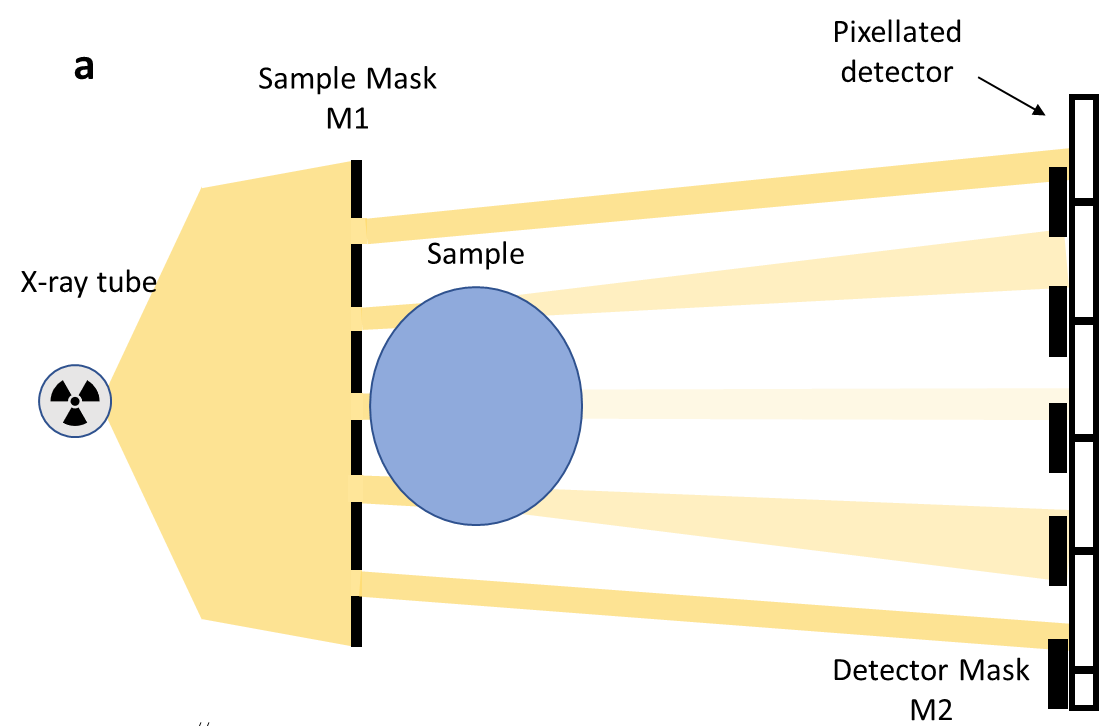 a
Sample Mask
M1
Pixellated
detector
Sample
X-ray tube
Detector Mask
M2